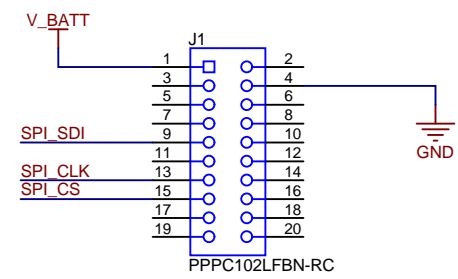 V_BATT
J1
1 2
3 4
5 6
7 8
SPI_SDI 9 10
11 12
SPI_CLK 13 14
SPI_CS 15 16
17 18
19 20
GND
PPPC102LFBN-RC